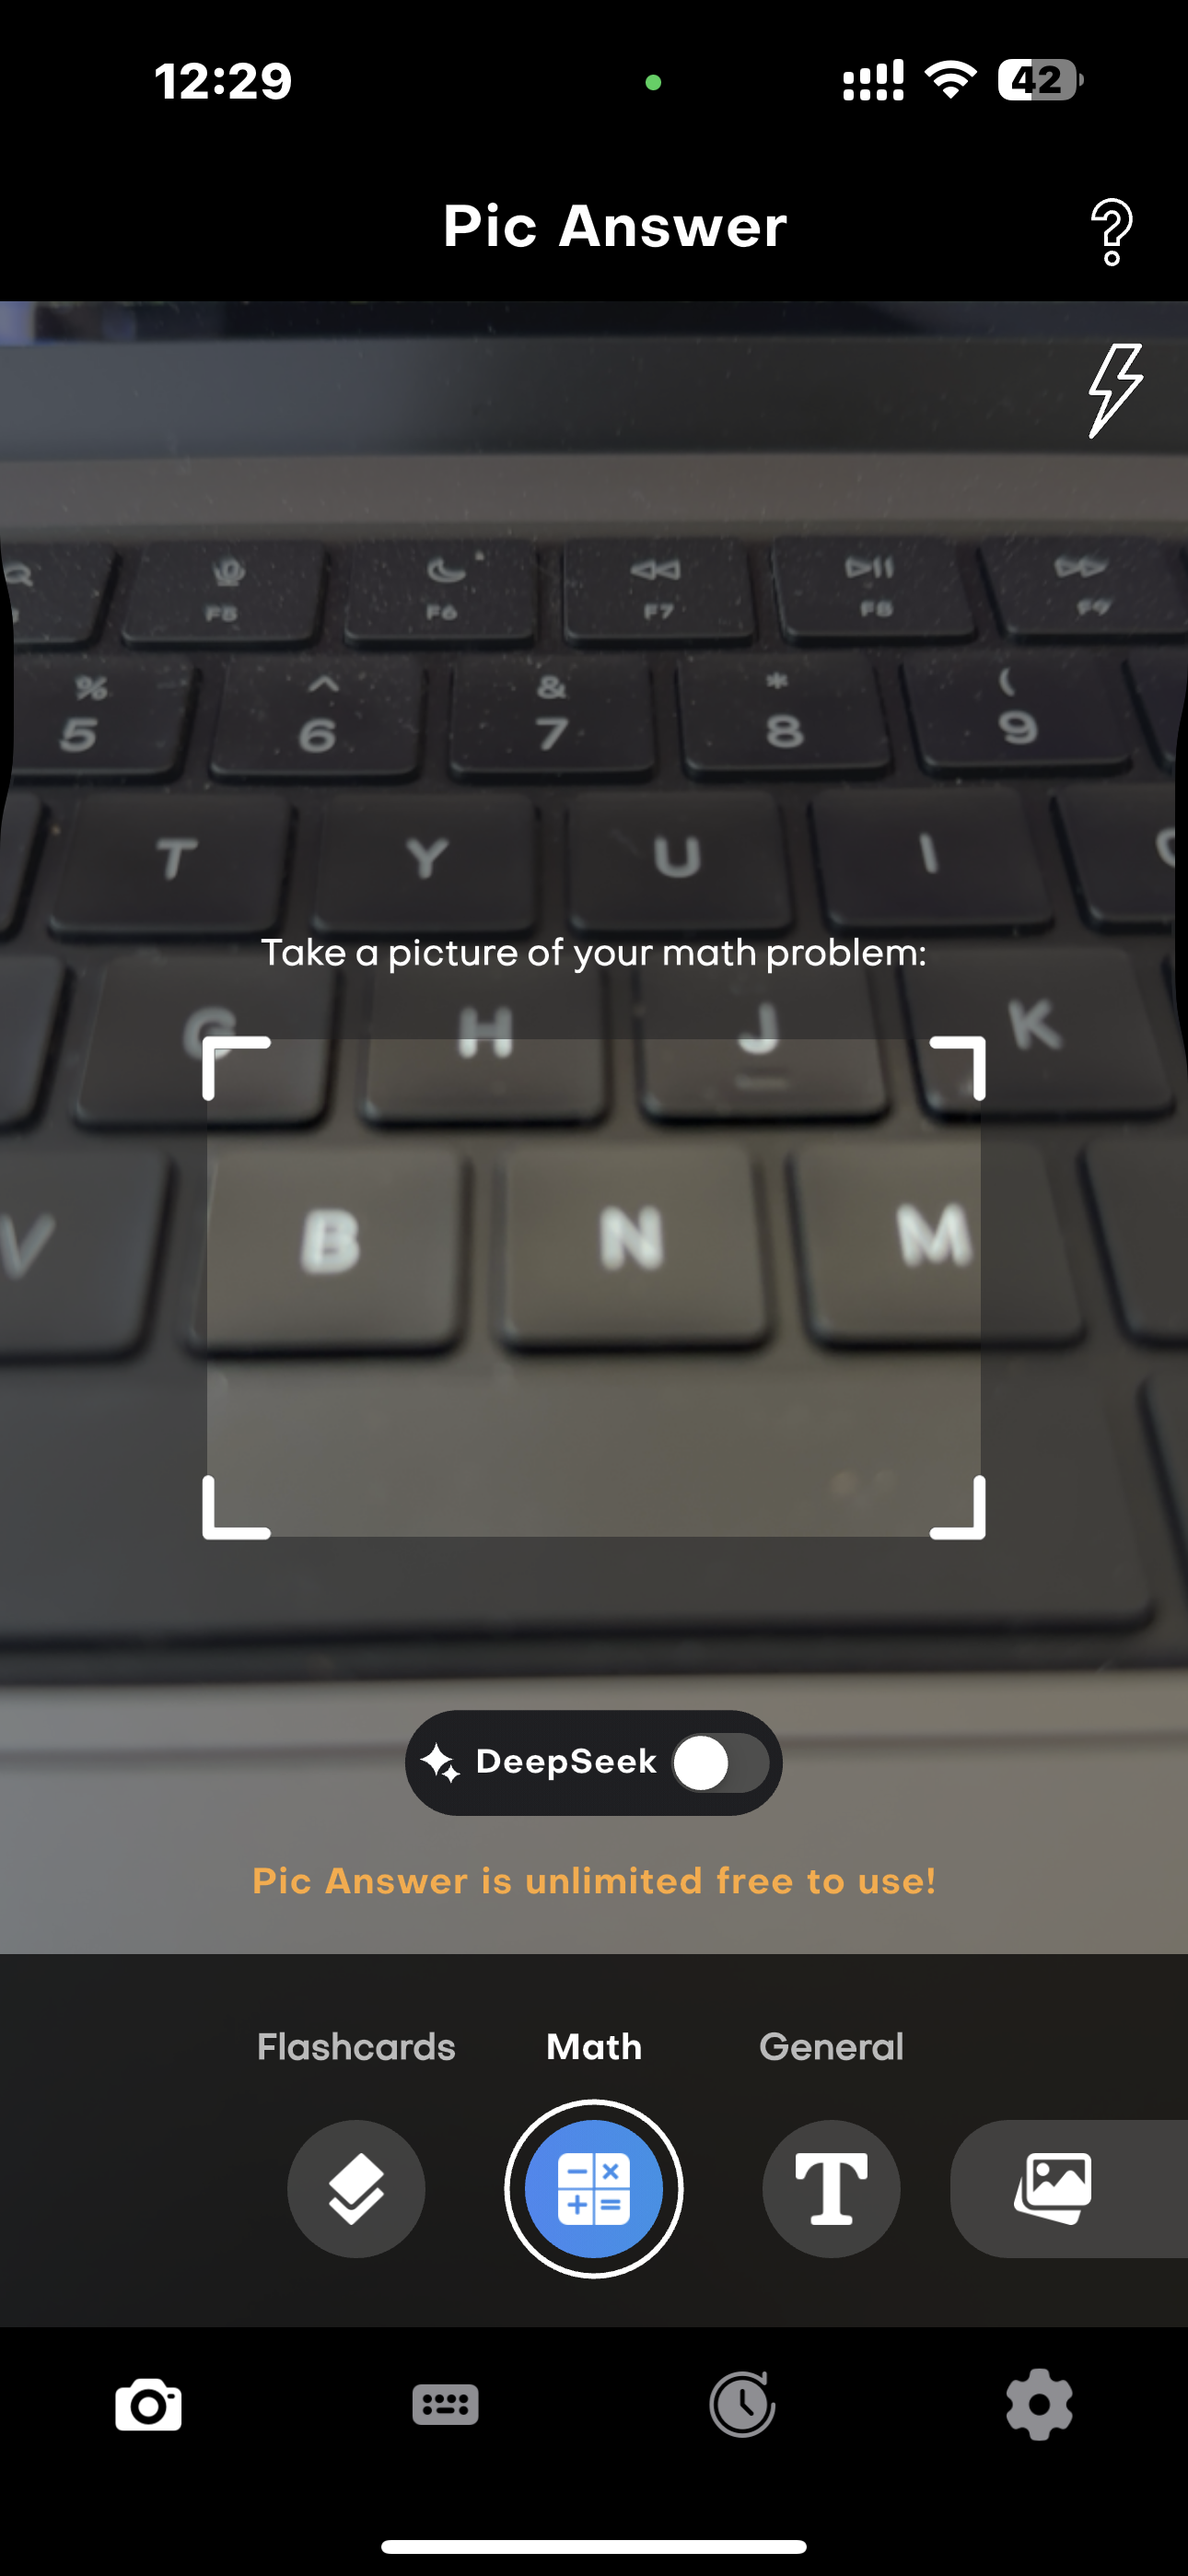 12:29
42
Pic Answer
F5 F6 F7 F8 F9
% ^ & * (
5 6 7 8 9
T Y U I
Take a picture of your math problem:
G H J K
V B N M
DeepSeek
Pic Answer is unlimited free to use!
Flashcards Math General
T